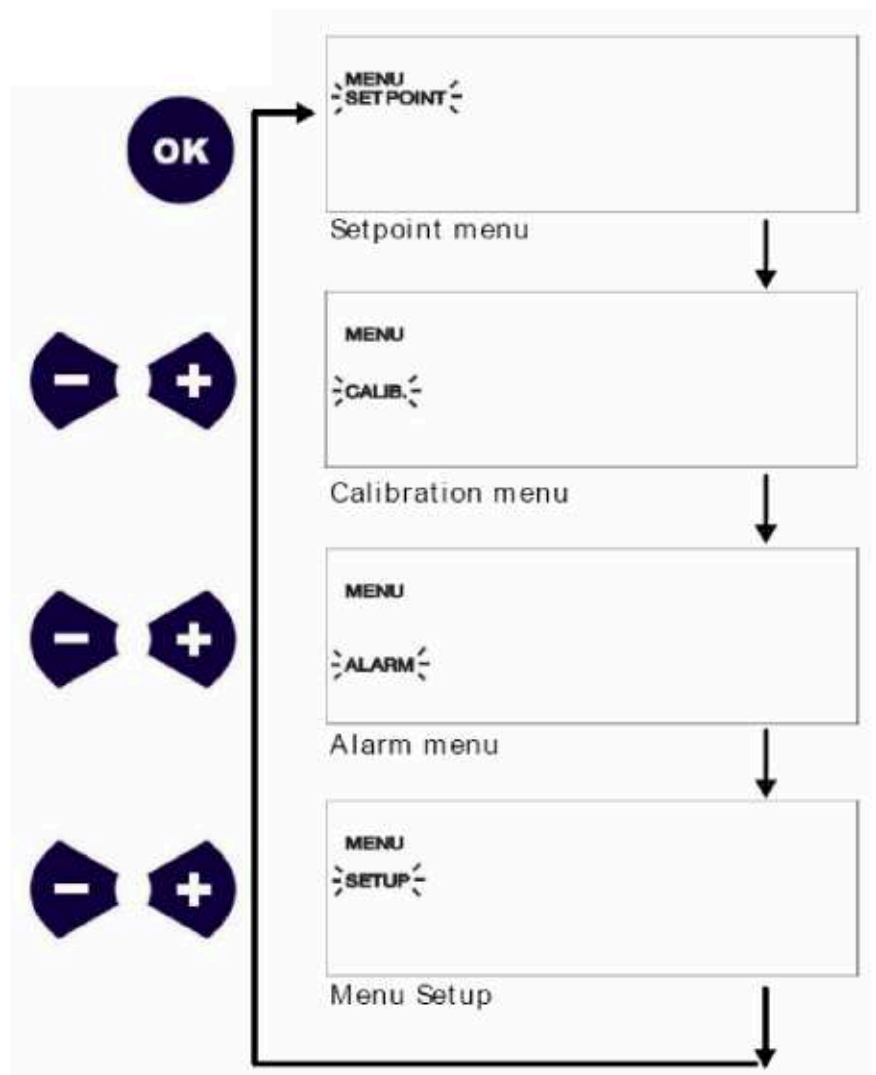 MENU
SET POINT
OK
Setpoint menu
MENU
CALIB.
- +
Calibration menu
MENU
ALARM
- +
Alarm menu
MENU
SETUP
- +
Menu Setup